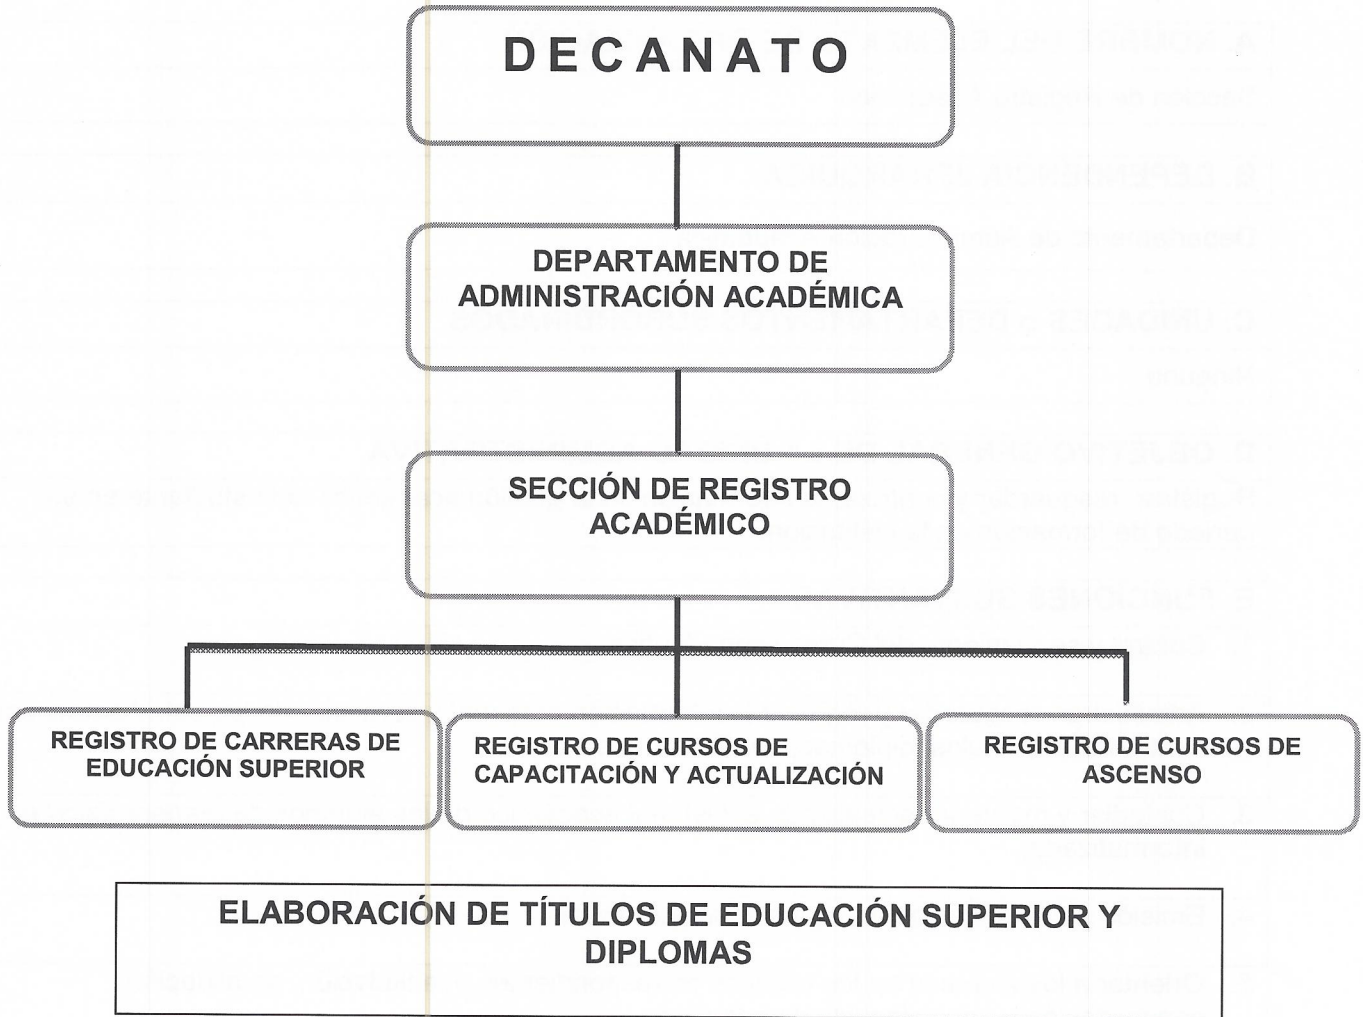 DECANATO
DEPARTAMENTO DE
ADMINISTRACIÓN ACADÉMICA
SECCIÓN DE REGISTRO
ACADÉMICO
REGISTRO DE CARRERAS DE
EDUCACIÓN SUPERIOR
REGISTRO DE CURSOS DE
CAPACITACIÓN Y ACTUALIZACIÓN
REGISTRO DE CURSOS DE
ASCENSO
ELABORACIÓN DE TÍTULOS DE EDUCACIÓN SUPERIOR Y
DIPLOMAS